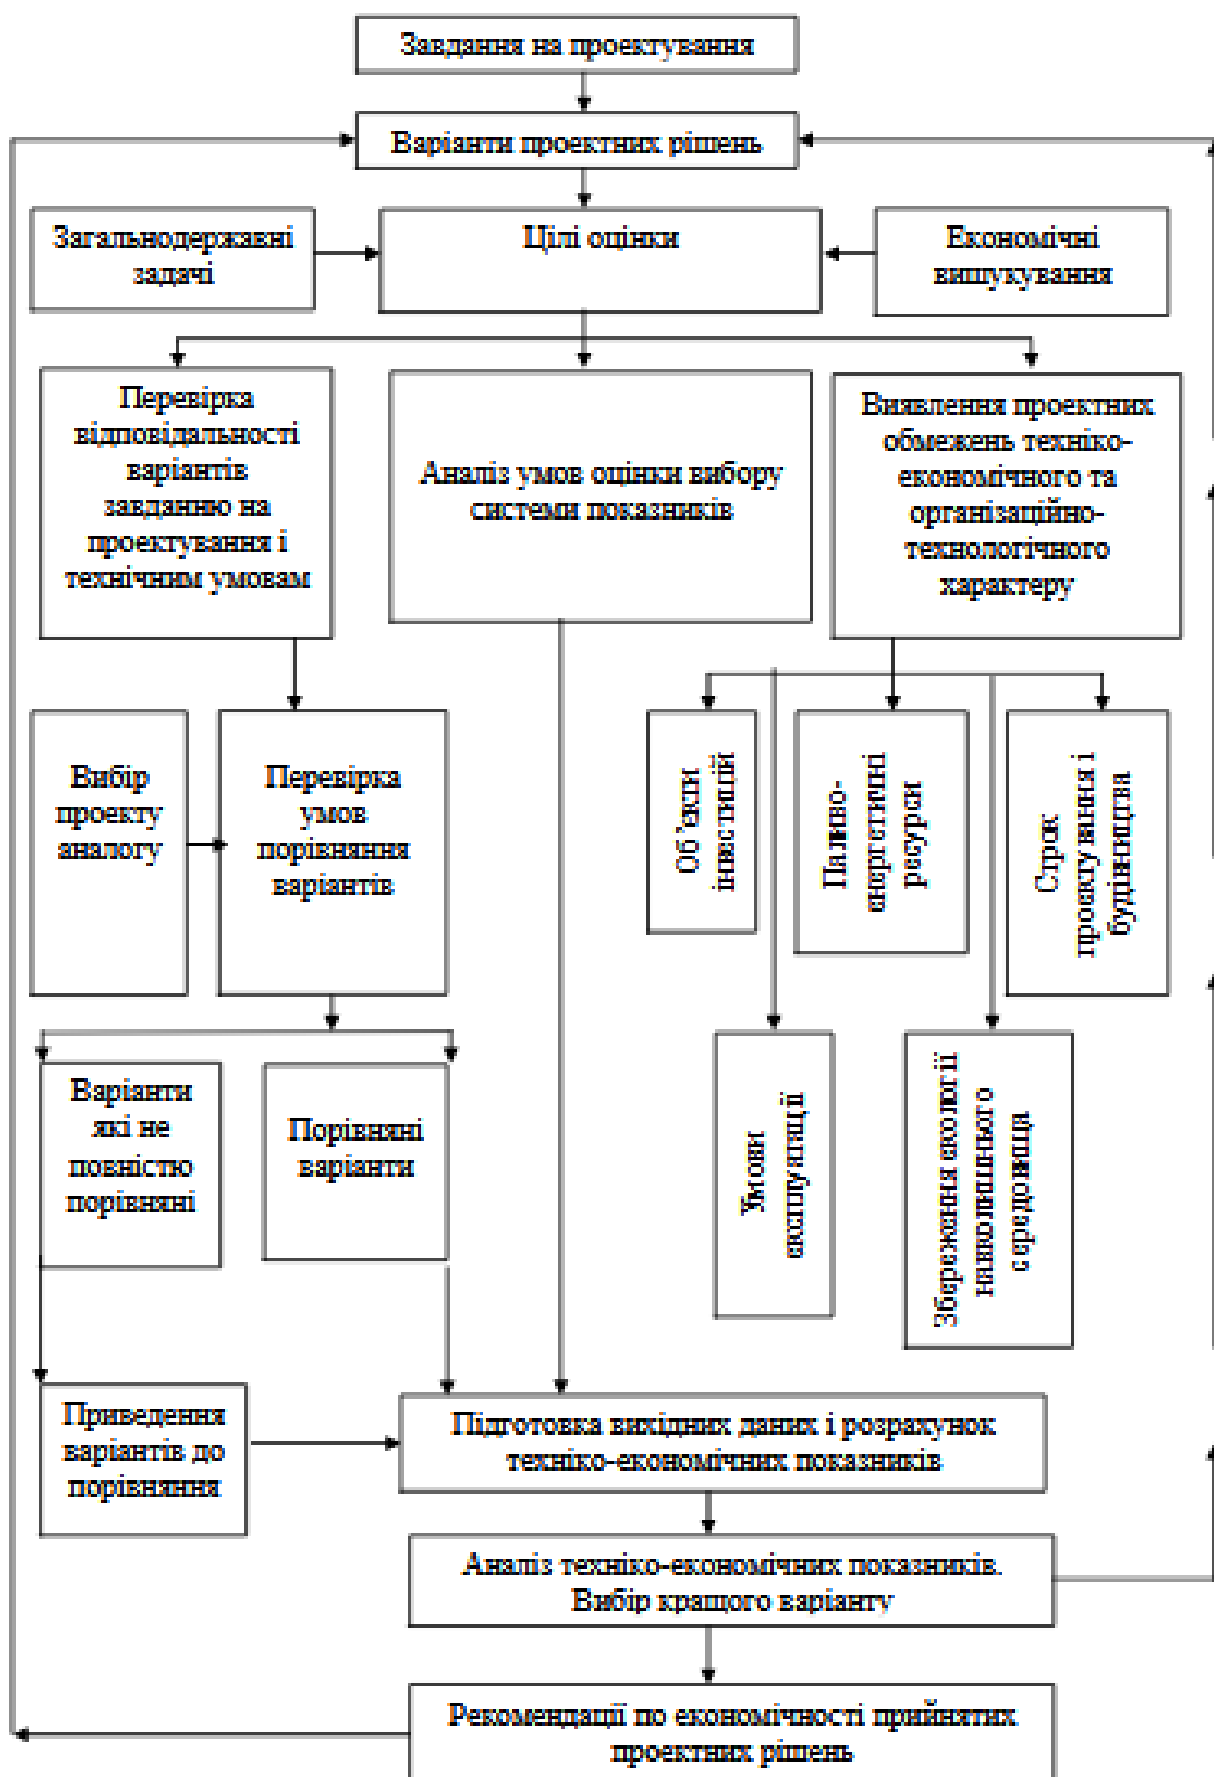 Завдання на проектування
Варіанти проектних рішень
Загальнодержавні
задачі
Цілі оцінки
Економічні
вишукування
Перевірка
відповідальності
варіантів
завданню на
проектування і
технічним умовам
Аналіз умов оцінки вибору
системи показників
Виявлення проектних
обмежень техніко-
економічного та
організаційно-
технологічного
характеру
Вибір
проекту
аналогу
Перевірка
умов
порівняння
варіантів
Об'єкти
інвестицій
Паливо-
енергетичні
ресурси
Строк
проектування і
будівництва
Варіанти
які не
повністю
порівняні
Порівняні
варіанти
Умови
експлуатації
Збереження екології
навколишнього
середовища
Приведення
варіантів до
порівняння
Підготовка вихідних даних і розрахунок
техніко-економічних показників
Аналіз техніко-економічних показників.
Вибір кращого варіанту
Рекомендації по економічності прийнятих
проектних рішень